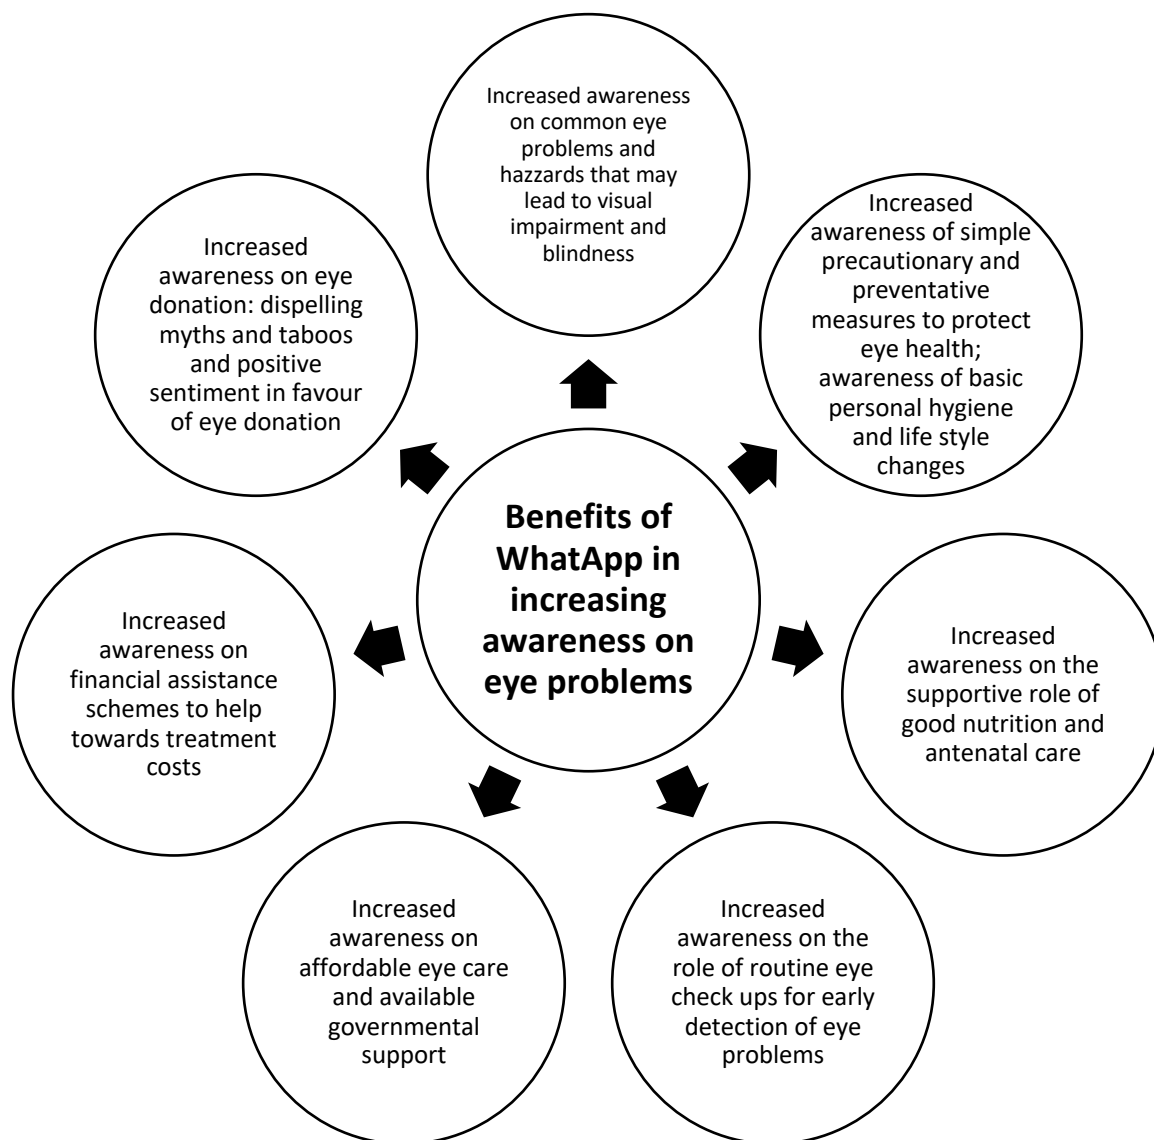 Increased awareness
on common eye
problems and
hazzards that may
lead to visual
impairment and
blindness
Increased
awareness of simple
precautionary and
preventative
measures to protect
eye health;
awareness of basic
personal hygiene
and life style
changes
Increased
awareness on the
supportive role of
good nutrition and
antenatal care
Increased
awareness on the
role of routine eye
check ups for early
detection of eye
problems
Increased
awareness on
affordable eye care
and available
governmental
support
Increased
awareness on
financial assistance
schemes to help
towards treatment
costs
Increased
awareness on eye
donation: dispelling
myths and taboos
and positive
sentiment in favour
of eye donation
Benefits of
WhatApp in
increasing
awareness on
eye problems